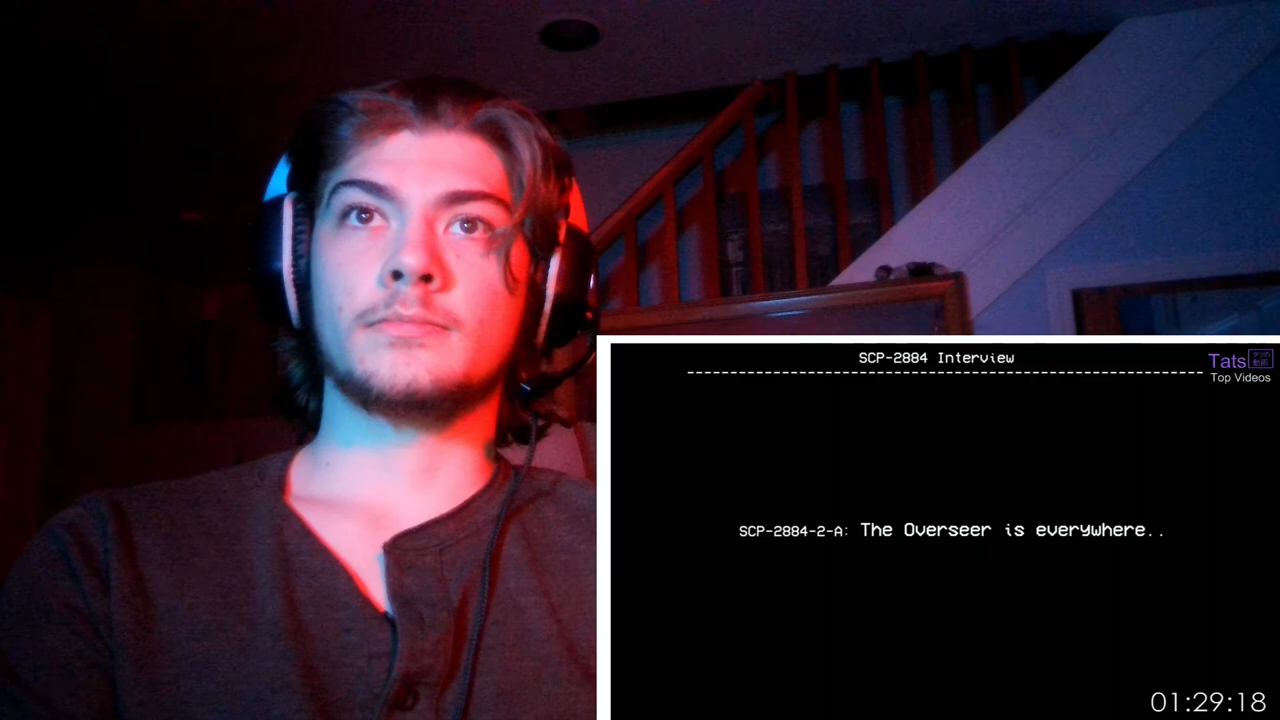 SCP-2884 Interview
--------------------------------------------------------------
Tats
Top Videos
SCP-2884-2-A: The Overseer is everywhere..
01:29:18